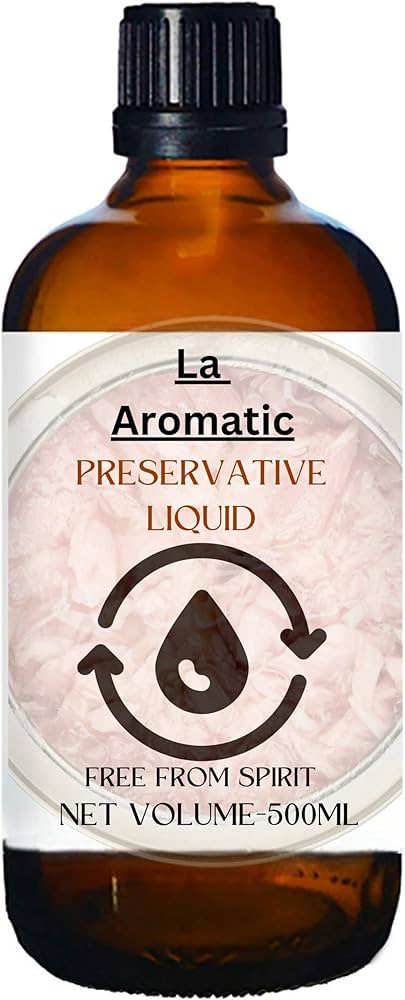 La
Aromatic
PRESERVATIVE
LIQUID
FREE FROM SPIRIT
NET VOLUME-500ML